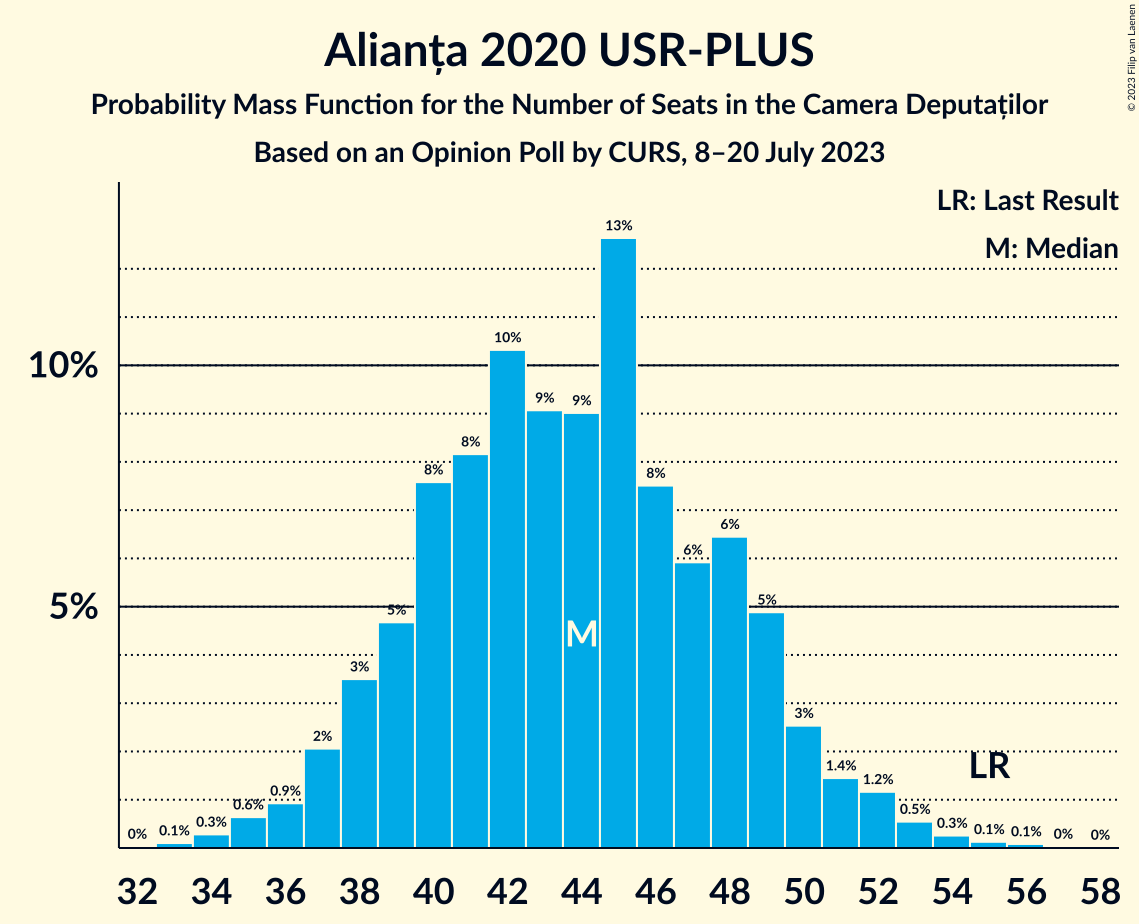 Alianța 2020 USR-PLUS
Probability Mass Function for the Number of Seats in the Camera Deputaților
Based on an Opinion Poll by CURS, 8–20 July 2023
© 2023 Filip van Laenen
LR: Last Result
M: Median
10%
5%
0% 0.1% 0.3% 0.6% 0.9% 2% 3% 5% 8% 8% 10% 9% 9% 13% 8% 6% 6% 5% 3% 1.4% 1.2% 0.5% 0.3% 0.1% 0.1% 0% 0%
M
LR
32 34 36 38 40 42 44 46 48 50 52 54 56 58